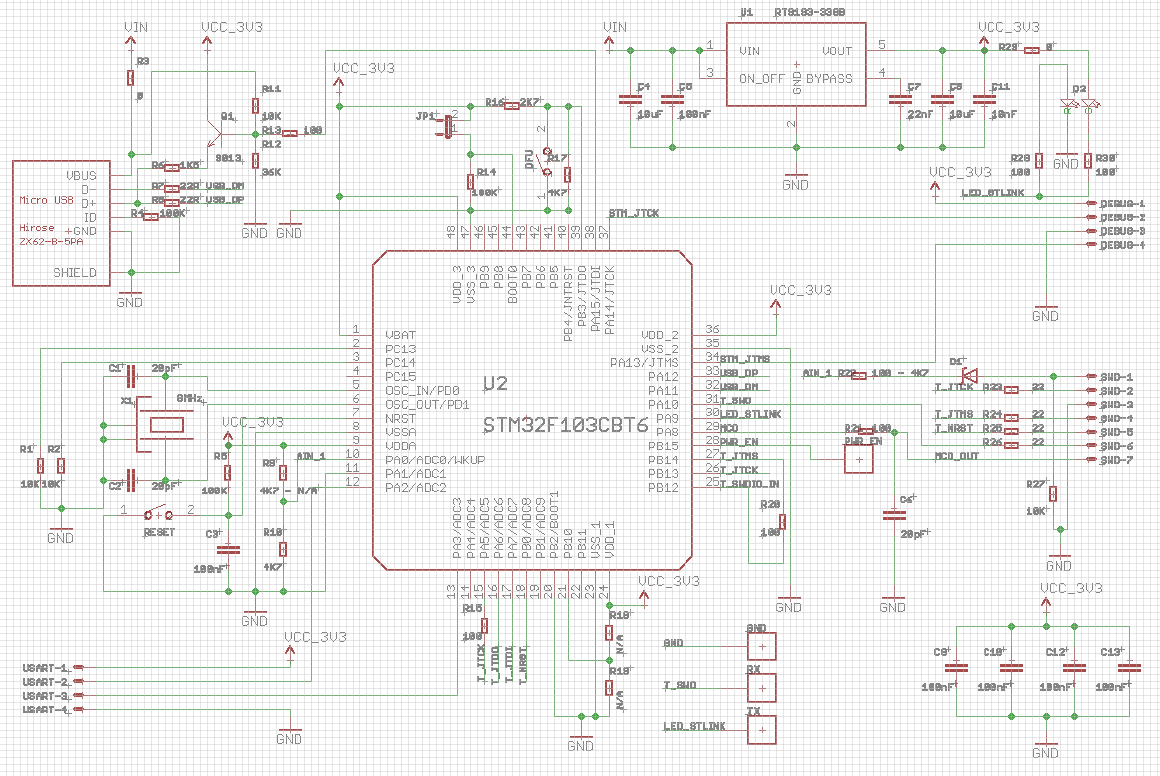 VIN
VCC_3V3
R3
0
R11
10K
Q1
9013
R13 100
R12
36K
VBUS
D-
D+
ID
GND
SHIELD
Micro USB
Hirose
ZX62-B-5PA
R6 1K5
R7 22R USB_DM
R8 22R USB_DP
R4 100K
GND
GND
GND
VCC_3V3
JP1
2
1
R16 2K7
R14
100K
DFU
2
1
R17
4K7
STM_JTCK
VIN
C4
10uF
C5
100nF
U1
RT9193-33GB
1
VIN
3
ON_OFF
GND
2
VOUT
5
BYPASS
4
GND
C7
22nF
C8
10uF
C11
10nF
VCC_3V3
R29 0
D2
R
G
R28
100
GND
R30
100
VCC_3V3
LED_STLINK
DEBUG-1
DEBUG-2
DEBUG-3
DEBUG-4
GND
48
47
46
45
44
43
42
41
40
39
38
37
VDD_3
VSS_3
PB9
PB8
BOOT0
PB7
PB6
PB5
PB4/JNTRST
PB3/JTDO
PA15/JTDI
PA14/JTCK
1 VBAT
2 PC13
3 PC14
4 PC15
5 OSC_IN/PD0
6 OSC_OUT/PD1
7 NRST
8 VSSA
9 VDDA
10 PA0/ADC0/WKUP
11 PA1/ADC1
12 PA2/ADC2
U2
STM32F103CBT6
VDD_2 36
VSS_2 35
PA13/JTMS 34 STM_JTMS
PA12 33 USB_DP
PA11 32 USB_DM
PA10 31 T_SWO
PA9 30 LED_STLINK
PA8 29 MCO
PB15 28 PWR_EN
PB14 27 T_JTMS
PB13 26 T_JTCK
PB12 25 T_SWDIO_IN
PA3/ADC3
PA4/ADC4
PA5/ADC5
PA6/ADC6
PA7/ADC7
PB0/ADC8
PB1/ADC9
PB2/BOOT1
PB10
PB11
VSS_1
VDD_1
13
14
15
16
17
18
19
20
21
22
23
24
VCC_3V3
C1 20pF
X1
8MHz
C2 20pF
R1
10K
R2
10K
GND
1
2
RESET
VCC_3V3
R5
100K
C3
100nF
R9
4K7 - N/A
AIN_1
R10
4K7
GND
R15
100
T_JTCK
T_JTDO
T_JTDI
T_NRST
VCC_3V3
R18
N/A
R19
N/A
GND
AIN_1 R22 100 - 4K7
D1
T_JTCK R23 22
T_JTMS R24 22
T_NRST R25 22
R26 22
R21 100
PWR_EN
MCO_OUT
SWD-1
SWD-2
SWD-3
SWD-4
SWD-5
SWD-6
SWD-7
R20
100
C6
20pF
R27
10K
GND
GND
GND
VCC_3V3
USART-1
USART-2
USART-3
USART-4
GND
GND
GND
RX
T_SWO
TX
LED_STLINK
VCC_3V3
C9
100nF
C10
100nF
C12
100nF
C13
100nF
GND